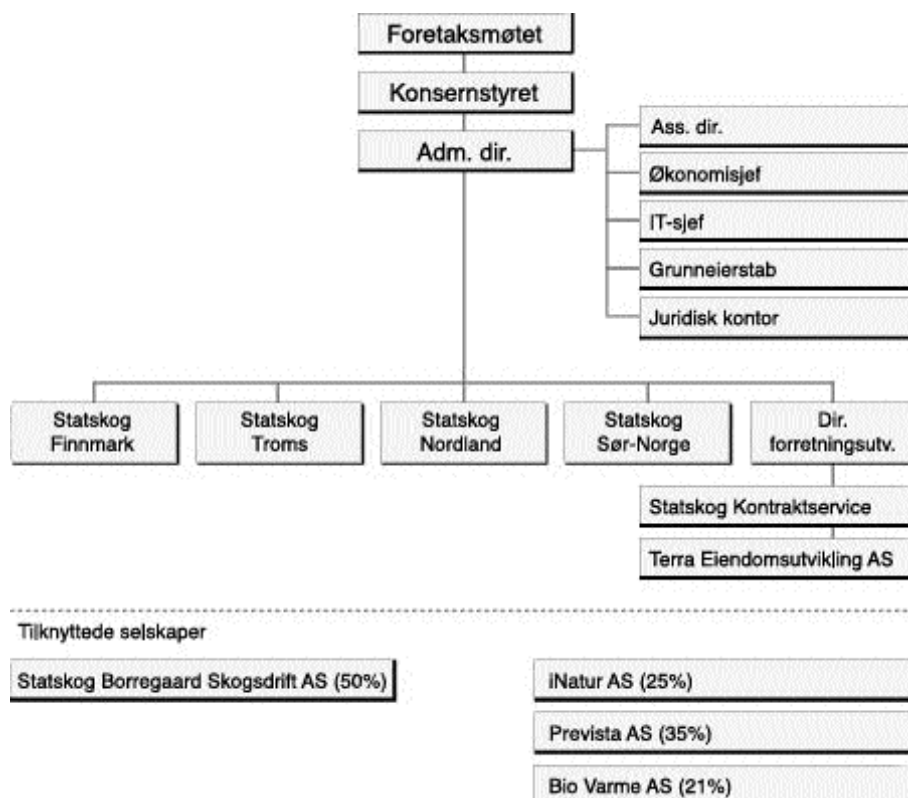 Foretaksmøtet
Konsernstyret
Adm. dir.
Ass. dir.
Økonomisjef
IT-sjef
Grunneierstab
Juridisk kontor
Statskog
Finnmark
Statskog
Troms
Statskog
Nordland
Statskog
Sør-Norge
Dir.
forretningsutv.
Statskog Kontraktservice
Terra Eiendomsutvikling AS
Tilknyttede selskaper
Statskog Borregaard Skogsdrift AS (50%)
iNatur AS (25%)
Prevista AS (35%)
Bio Varme AS (21%)